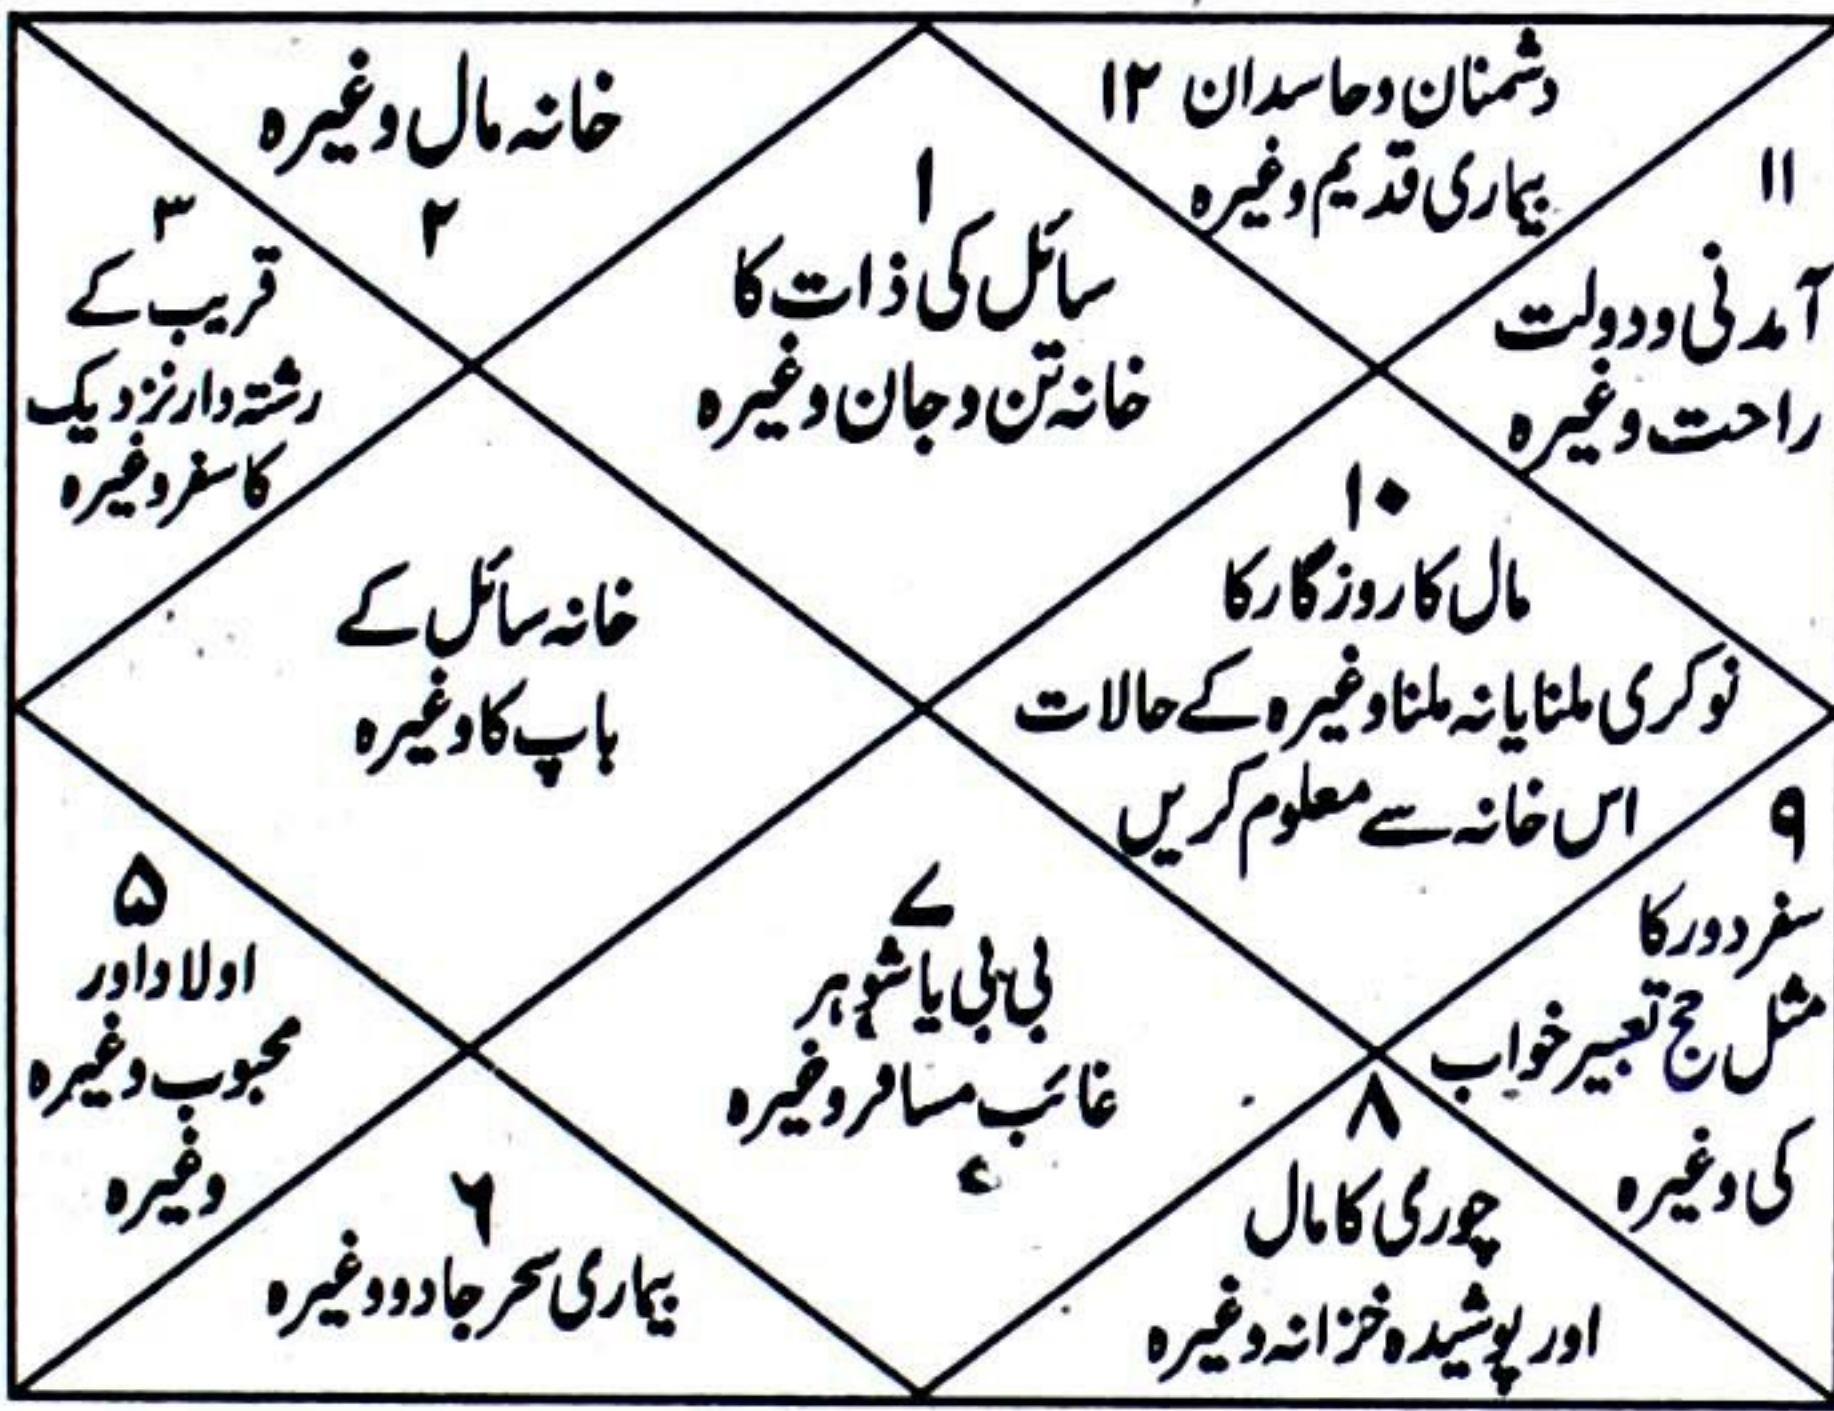 ۱
سائل کی ذات کا
خانہ تن و جان وغیرہ
خانہ مال وغیرہ
۲
۳
قریب کے
رشتہ دار نزدیک
کا سفر وغیرہ
خانہ سائل کے
باپ کا وغیرہ
۵
اولاد اور
محبوب وغیرہ
وغیرہ
۶
بیماری سحر جادو وغیرہ
۷
بی بی یا شوہر
غائب مسافر وغیرہ
۸
چوری کا مال
اور پوشیدہ خزانہ وغیرہ
۹
سفر دور کا
مثل حج تعبیر خواب
کی وغیرہ
۱۰
مال کا روزگار کا
نوکری ملنا یا نہ ملنا وغیرہ کے حالات
اس خانہ سے معلوم کریں
۱۱
آمدنی و دولت
راحت وغیرہ
دشمنان و حاسدان ۱۲
بیماری قدیم وغیرہ